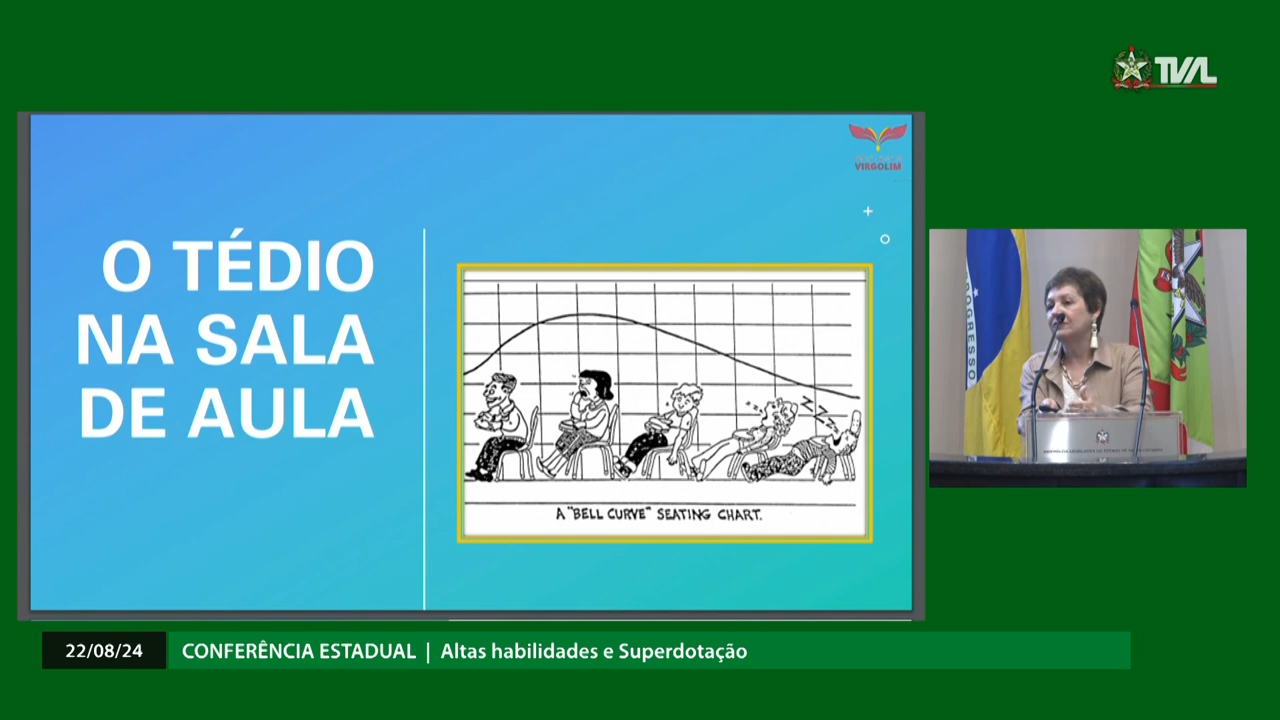 TVAL
VIRGOLIM
O TÉDIO
NA SALA
DE AULA
Z Z Z Z
A "BELL CURVE" SEATING CHART.
OGRESSO
22/08/24
CONFERÊNCIA ESTADUAL | Altas habilidades e Superdotação